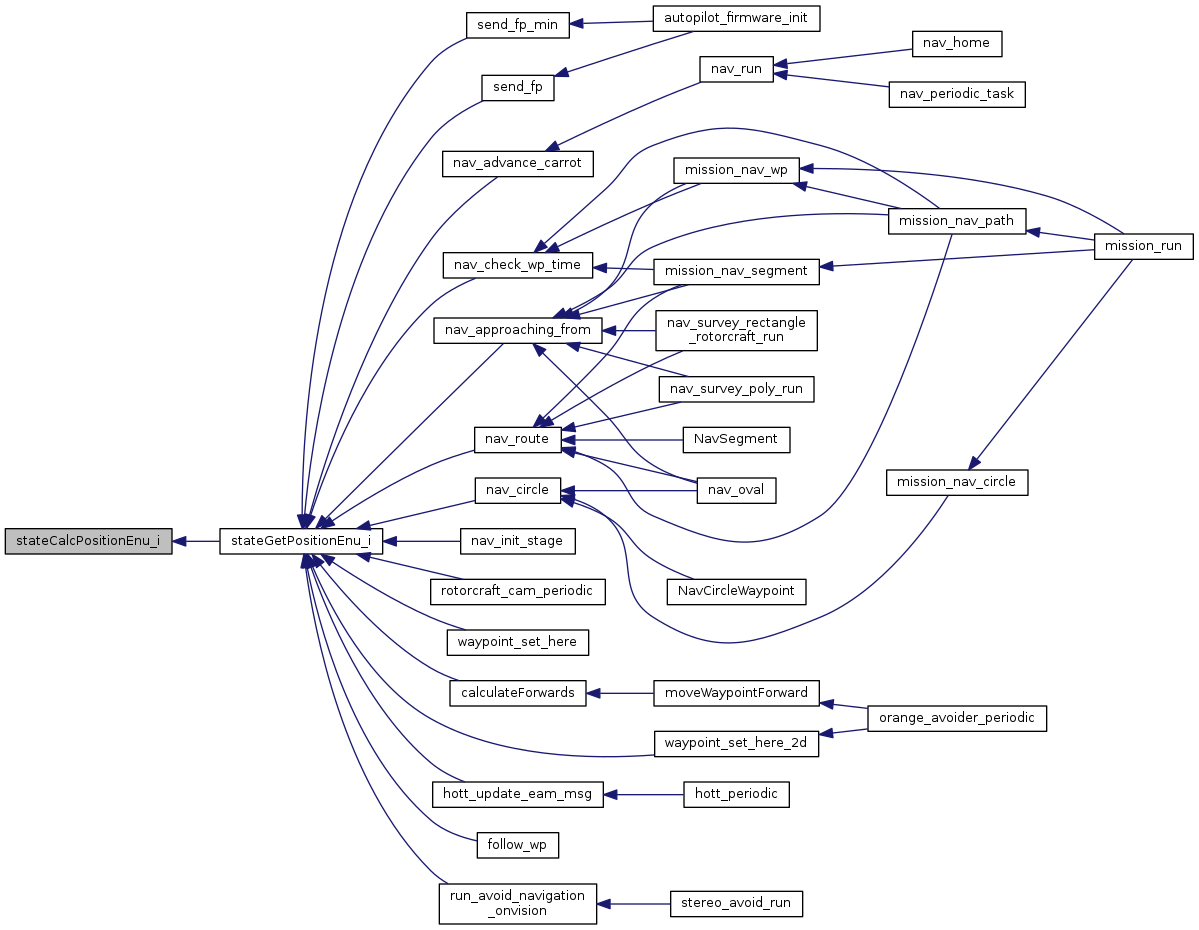 send_fp_min
autopilot_firmware_init
nav_home
nav_run
send_fp
nav_periodic_task
nav_advance_carrot
mission_nav_wp
mission_nav_path
mission_run
nav_check_wp_time
mission_nav_segment
nav_approaching_from
nav_survey_rectangle
_rotorcraft_run
nav_survey_poly_run
nav_route
NavSegment
mission_nav_circle
nav_circle
nav_oval
stateCalcPositionEnu_i
stateGetPositionEnu_i
nav_init_stage
rotorcraft_cam_periodic
NavCircleWaypoint
waypoint_set_here
calculateForwards
moveWaypointForward
orange_avoider_periodic
waypoint_set_here_2d
hott_update_eam_msg
hott_periodic
follow_wp
run_avoid_navigation
_onvision
stereo_avoid_run